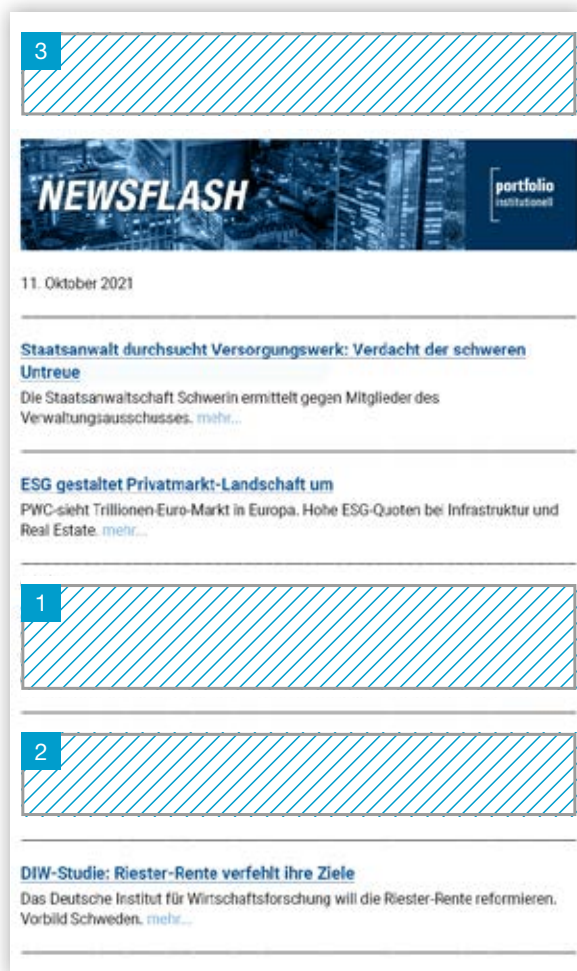 3
NEWSFLASH
portfolio
institutionell
11. Oktober 2021
Staatsanwalt durchsucht Versorgungswerk: Verdacht der schweren
Untreue
Die Staatsanwaltschaft Schwerin ermittelt gegen Mitglieder des
Verwaltungsausschusses. mehr...
ESG gestaltet Privatmarkt-Landschaft um
PWC-sieht Trillionen-Euro-Markt in Europa. Hohe ESG-Quoten bei Infrastruktur und
Real Estate. mehr...
1
2
DIW-Studie: Riester-Rente verfehlt ihre Ziele
Das Deutsche Institut für Wirtschaftsforschung will die Riester-Rente reformieren.
Vorbild Schweden. mehr...